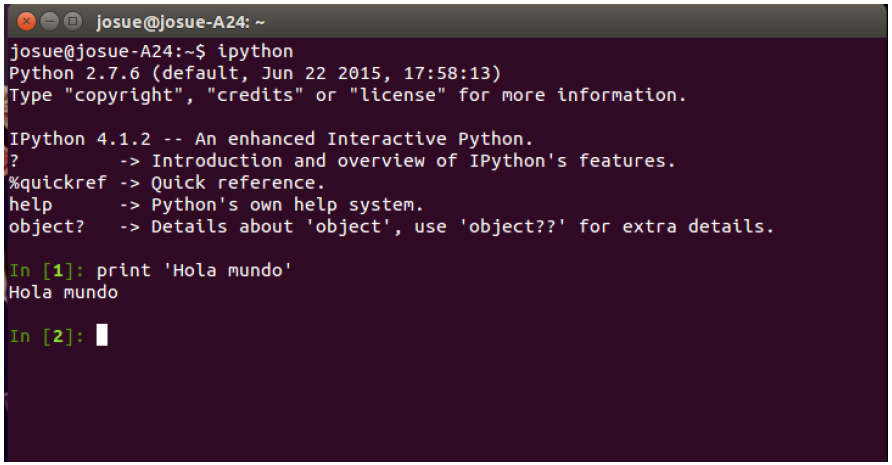 josue@josue-A24: ~
josue@josue-A24:~$ ipython
Python 2.7.6 (default, Jun 22 2015, 17:58:13)
Type "copyright", "credits" or "license" for more information.
IPython 4.1.2 -- An enhanced Interactive Python.
?         -> Introduction and overview of IPython's features.
%quickref -> Quick reference.
help      -> Python's own help system.
object?   -> Details about 'object', use 'object??' for extra details.
In [1]: print 'Hola mundo'
Hola mundo
In [2]: